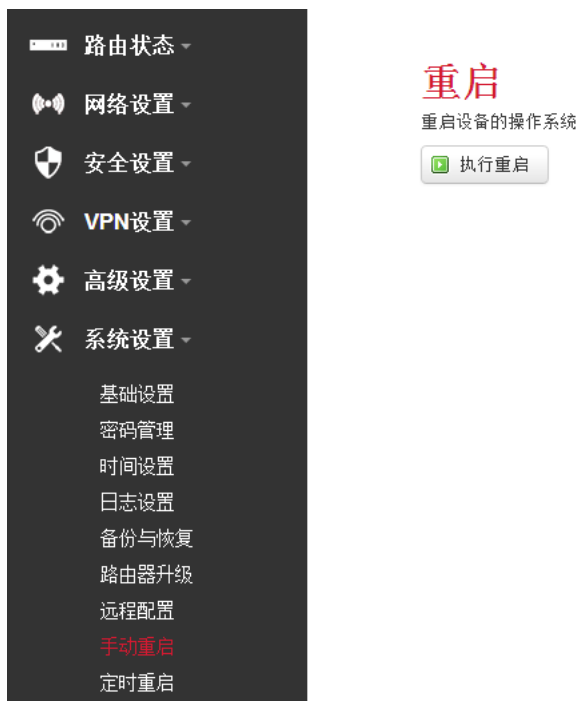 路由状态
网络设置
安全设置
VPN设置
高级设置
系统设置
基础设置
密码管理
时间设置
日志设置
备份与恢复
路由器升级
远程配置
手动重启
定时重启
重启
重启设备的操作系统
执行重启